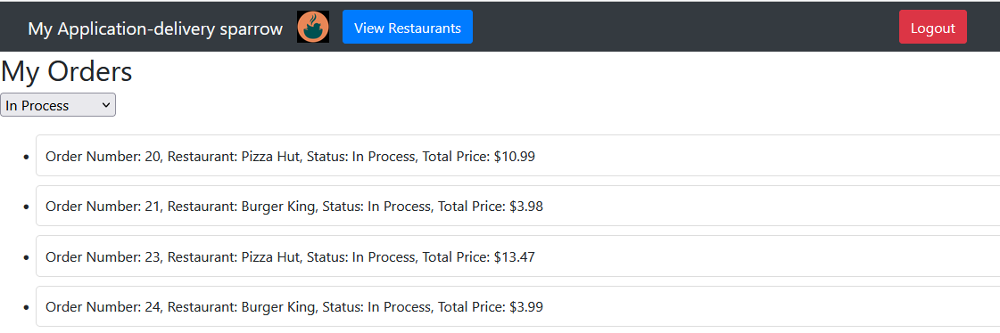 My Application-delivery sparrow View Restaurants Logout
My Orders
In Process
Order Number: 20, Restaurant: Pizza Hut, Status: In Process, Total Price: $10.99
Order Number: 21, Restaurant: Burger King, Status: In Process, Total Price: $3.98
Order Number: 23, Restaurant: Pizza Hut, Status: In Process, Total Price: $13.47
Order Number: 24, Restaurant: Burger King, Status: In Process, Total Price: $3.99